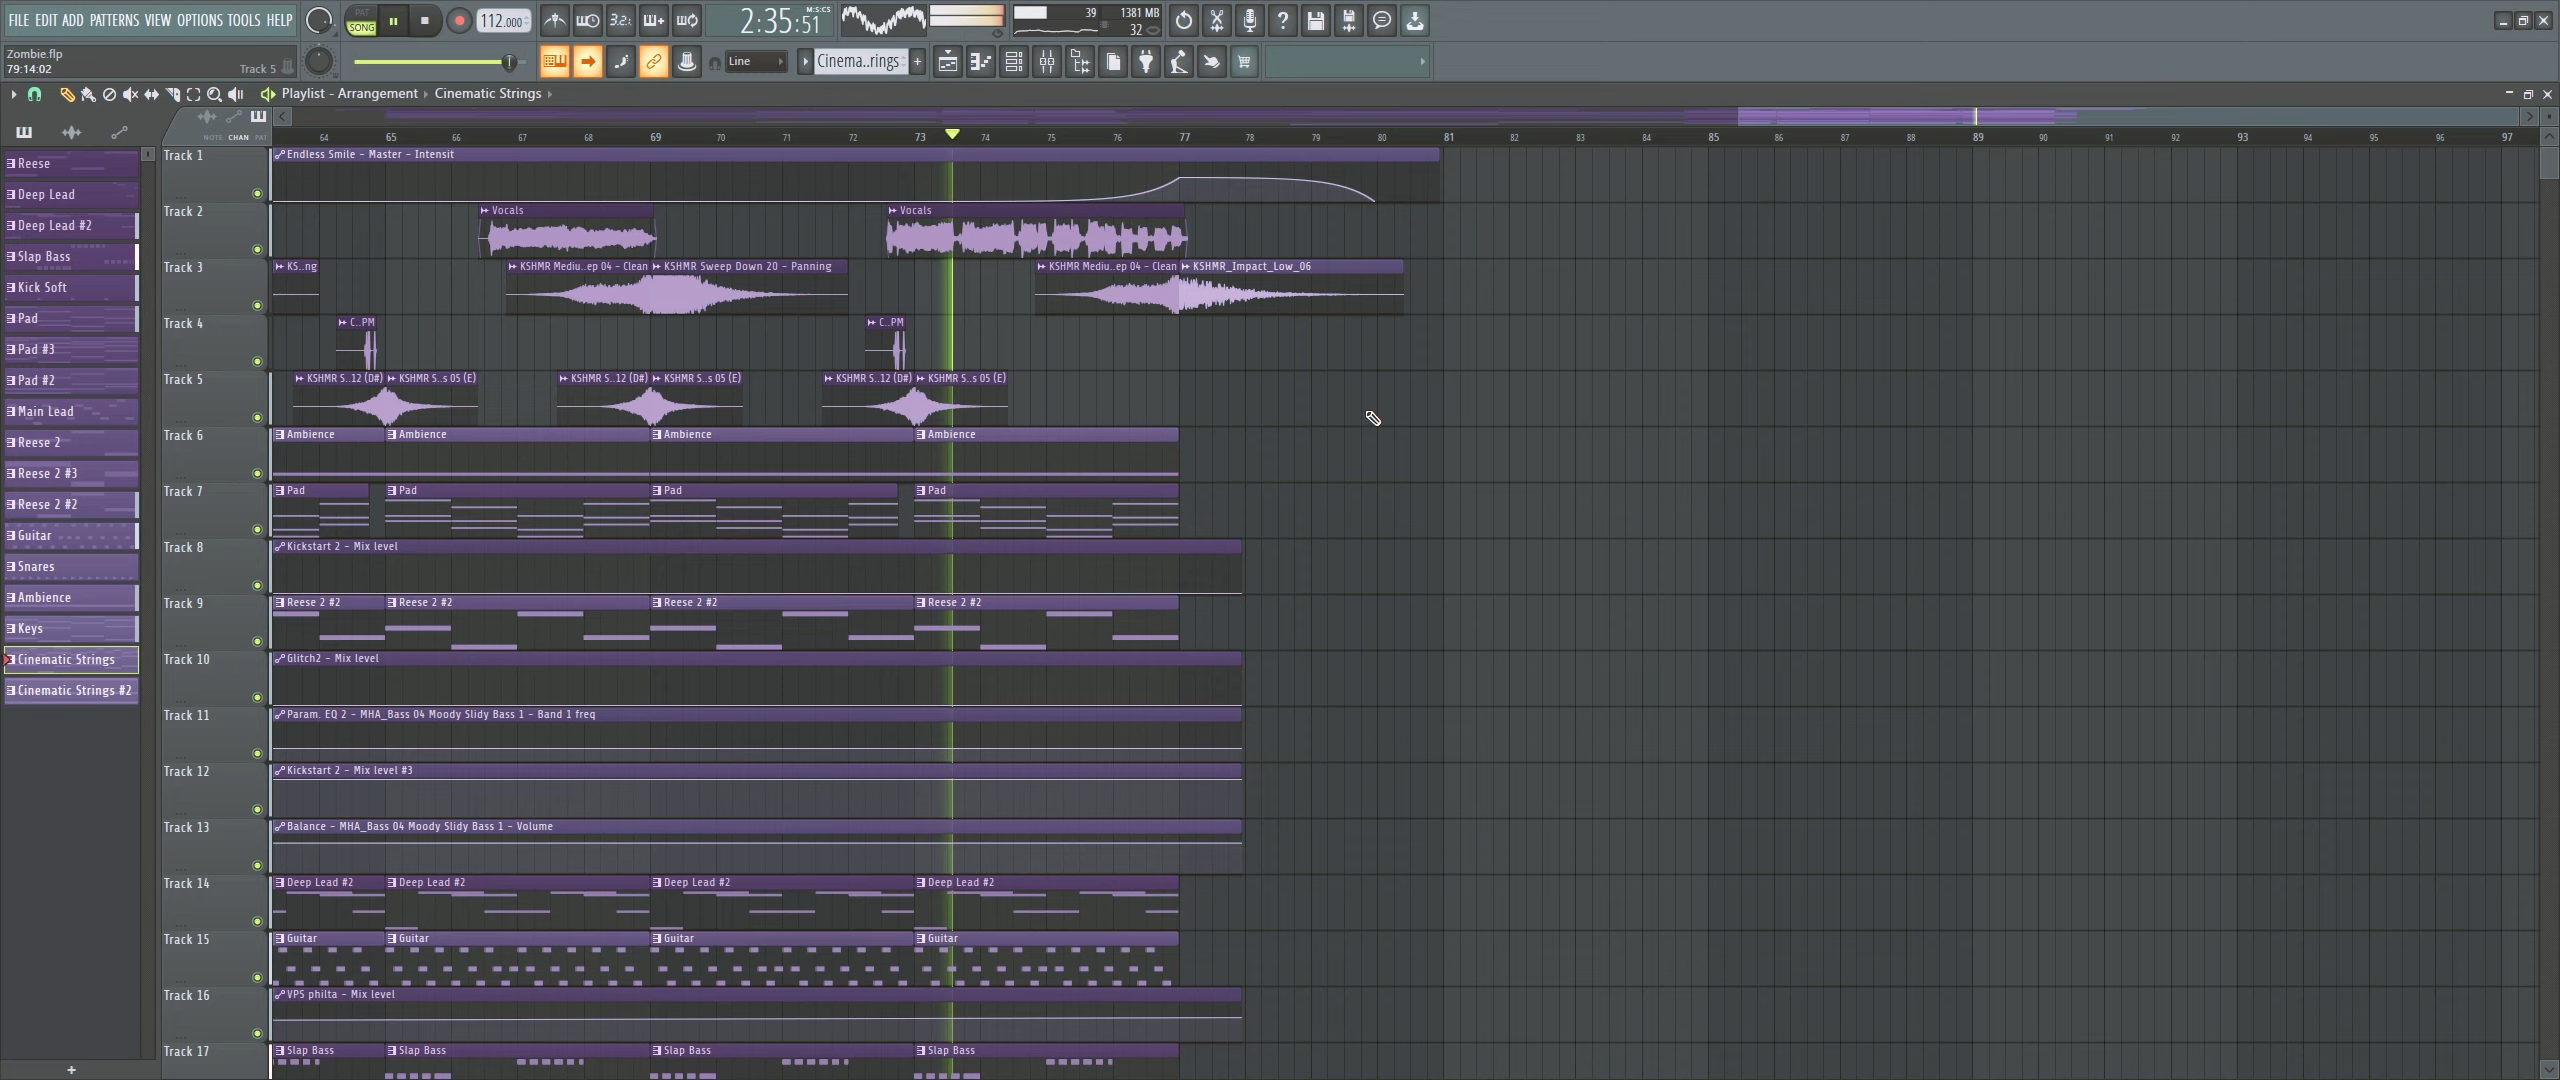 FILE EDIT ADD PATTERNS VIEW OPTIONS TOOLS HELP
PAT
SONG
112.000
3.2.
2:35:51
M:S:CS
39
1381 MB
32
Zombie.flp
79:14:02
Track 5
Line
Cinema..rings
Playlist - Arrangement
Cinematic Strings
NOTE CHAN PAT
64 65 66 67 68 69 70 71 72 73 74 75 76 77 78 79 80 81 82 83 84 85 86 87 88 89 90 91 92 93 94 95 96 97
Reese
Deep Lead
Deep Lead #2
Slap Bass
Kick Soft
Pad
Pad #3
Pad #2
Main Lead
Reese 2
Reese 2 #3
Reese 2 #2
Guitar
Snares
Ambience
Keys
Cinematic Strings
Cinematic Strings #2
Track 1
Endless Smile - Master - Intensit
Track 2
Vocals
Vocals
Track 3
KS..ng
KSHMR Mediu..ep 04 - Clean
KSHMR Sweep Down 20 - Panning
KSHMR Mediu..ep 04 - Clean
KSHMR_Impact_Low_06
Track 4
C..PM
C..PM
Track 5
KSHMR S..12 (D#)
KSHMR S..s 05 (E)
KSHMR S..12 (D#)
KSHMR S..s 05 (E)
KSHMR S..12 (D#)
KSHMR S..s 05 (E)
Track 6
Ambience
Ambience
Ambience
Ambience
Track 7
Pad
Pad
Pad
Pad
Track 8
Kickstart 2 - Mix level
Track 9
Reese 2 #2
Reese 2 #2
Reese 2 #2
Reese 2 #2
Track 10
Glitch2 - Mix level
Track 11
Param. EQ 2 - MHA_Bass 04 Moody Slidy Bass 1 - Band 1 freq
Track 12
Kickstart 2 - Mix level #3
Track 13
Balance - MHA_Bass 04 Moody Slidy Bass 1 - Volume
Track 14
Deep Lead #2
Deep Lead #2
Deep Lead #2
Deep Lead #2
Track 15
Guitar
Guitar
Guitar
Guitar
Track 16
VPS philta - Mix level
Track 17
Slap Bass
Slap Bass
Slap Bass
Slap Bass